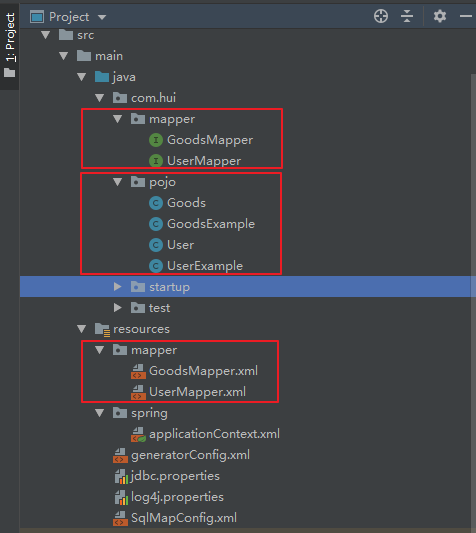 Project
1: Project
src
main
java
com.hui
mapper
GoodsMapper
UserMapper
pojo
Goods
GoodsExample
User
UserExample
startup
test
resources
mapper
GoodsMapper.xml
UserMapper.xml
spring
applicationContext.xml
generatorConfig.xml
jdbc.properties
log4j.properties
SqlMapConfig.xml